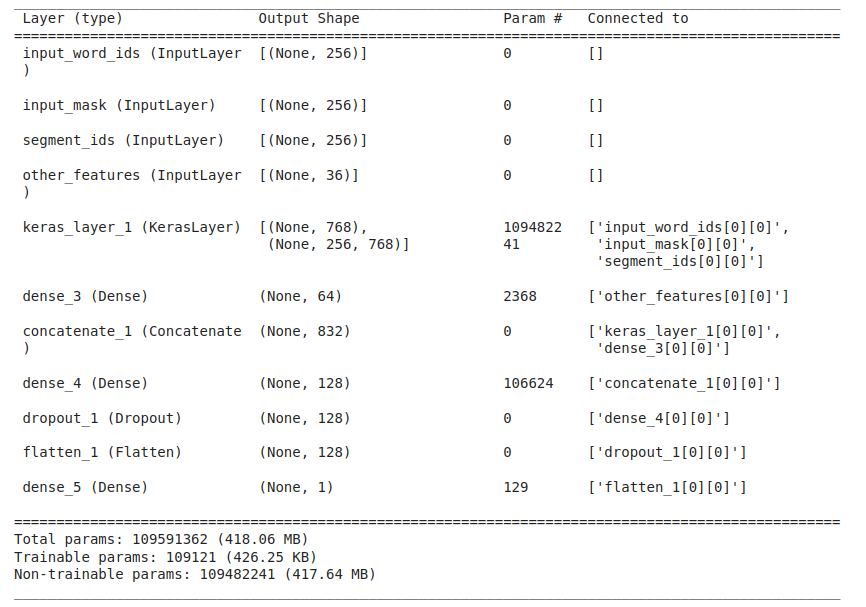 Layer (type)                Output Shape                 Param #   Connected to
input_word_ids (InputLayer  [(None, 256)]                0         []
)
input_mask (InputLayer)     [(None, 256)]                0         []
segment_ids (InputLayer)    [(None, 256)]                0         []
other_features (InputLayer  [(None, 36)]                 0         []
)
keras_layer_1 (KerasLayer)  [(None, 768),                1094822   ['input_word_ids[0][0]',
                             (None, 256, 768)]           41         'input_mask[0][0]',
                                                                    'segment_ids[0][0]']
dense_3 (Dense)             (None, 64)                   2368      ['other_features[0][0]']
concatenate_1 (Concatenate  (None, 832)                  0         ['keras_layer_1[0][0]',
)                                                                   'dense_3[0][0]']
dense_4 (Dense)             (None, 128)                  106624    ['concatenate_1[0][0]']
dropout_1 (Dropout)         (None, 128)                  0         ['dense_4[0][0]']
flatten_1 (Flatten)         (None, 128)                  0         ['dropout_1[0][0]']
dense_5 (Dense)             (None, 1)                    129       ['flatten_1[0][0]']
Total params: 109591362 (418.06 MB)
Trainable params: 109121 (426.25 KB)
Non-trainable params: 109482241 (417.64 MB)